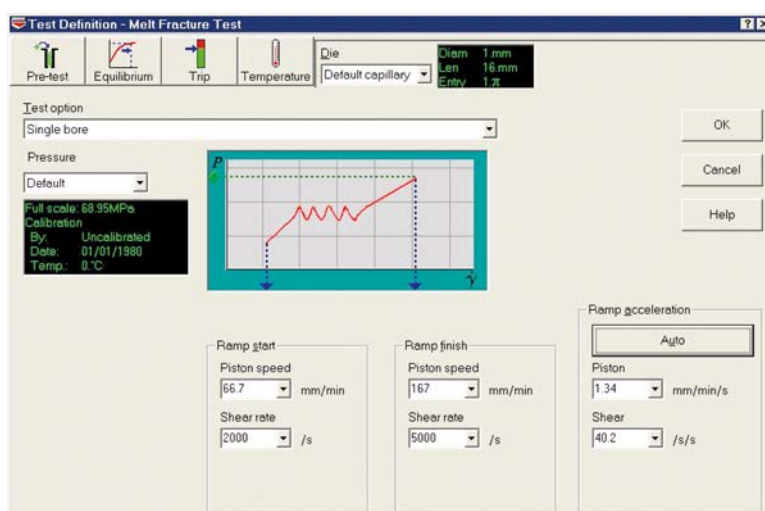 Test Definition - Melt Fracture Test
Pre-test
Equilibrium
Trip
Temperature
Die
Default capillary
Diam 1.mm
Len 16.mm
Entry 1.π
Test option
Single bore
Pressure
Default
Full scale: 68.95MPa
Calibration
By: Uncalibrated
Date: 01/01/1980
Temp.: 0.°C
P
γ̇
OK
Cancel
Help
Ramp start
Piston speed
66.7 mm/min
Shear rate
2000 /s
Ramp finish
Piston speed
167 mm/min
Shear rate
5000 /s
Ramp acceleration
Auto
Piston
1.34 mm/min/s
Shear
40.2 /s/s